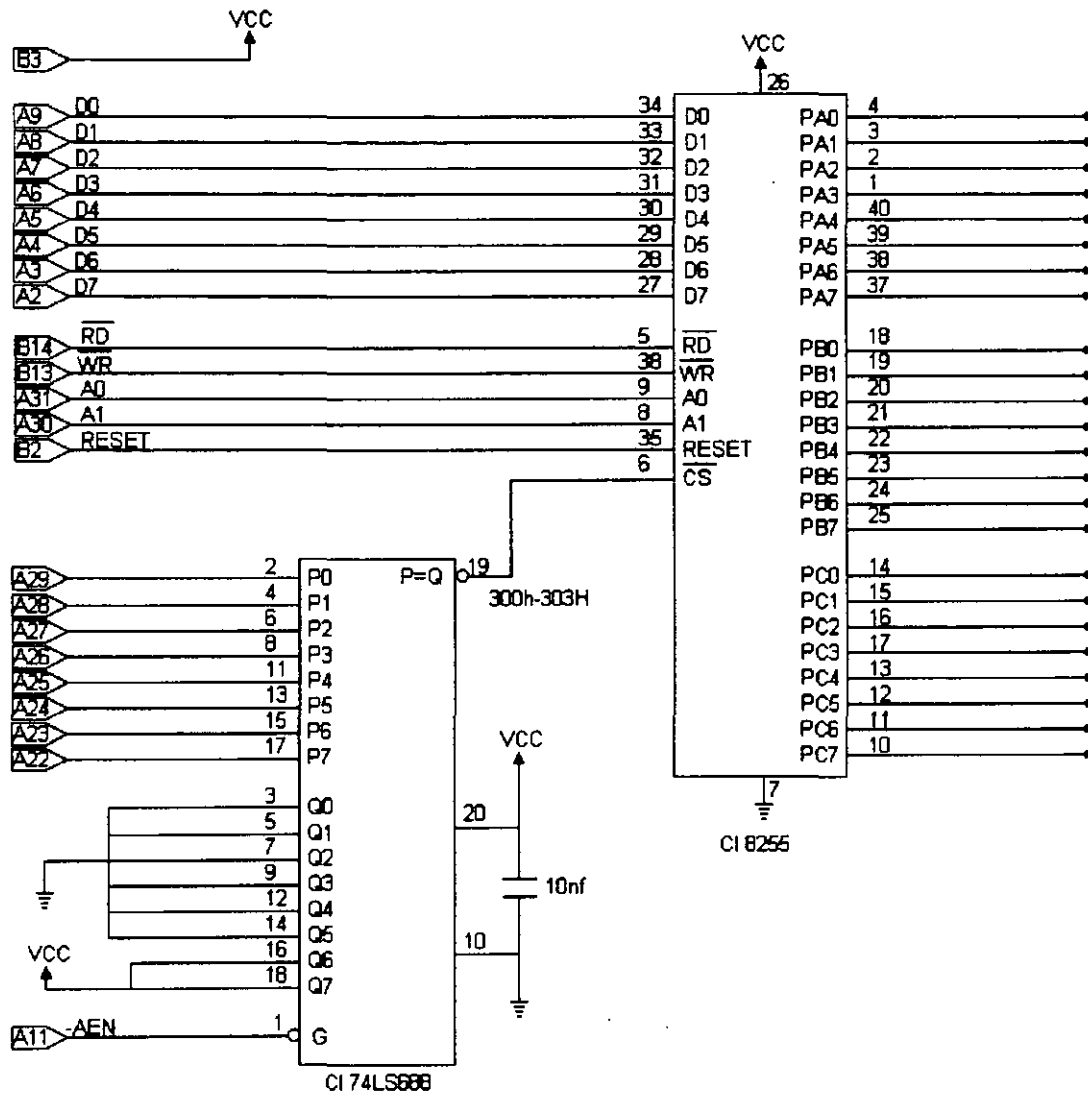 VCC
B3
VCC
26
A9 D0 34 D0 PA0 4
A8 D1 33 D1 PA1 3
A7 D2 32 D2 PA2 2
A6 D3 31 D3 PA3 1
A5 D4 30 D4 PA4 40
A4 D5 29 D5 PA5 39
A3 D6 28 D6 PA6 38
A2 D7 27 D7 PA7 37
B14 RD 5 RD PB0 18
B13 WR 38 WR PB1 19
A31 A0 9 A0 PB2 20
A30 A1 8 A1 PB3 21
B2 RESET 35 RESET PB4 22
6 CS PB5 23
PB6 24
PB7 25
A29 2 P0 P=Q 19 PC0 14
300h-303H
A28 4 P1 PC1 15
A27 6 P2 PC2 16
A26 8 P3 PC3 17
A25 11 P4 PC4 13
A24 13 P5 PC5 12
A23 15 P6 PC6 11
A22 17 P7 PC7 10
VCC
7
3 Q0
5 Q1 20
CI 8255
7 Q2
9 Q3 10nf
12 Q4
14 Q5 10
VCC 16 Q6
18 Q7
A11 -AEN 1 G
CI 74LS688